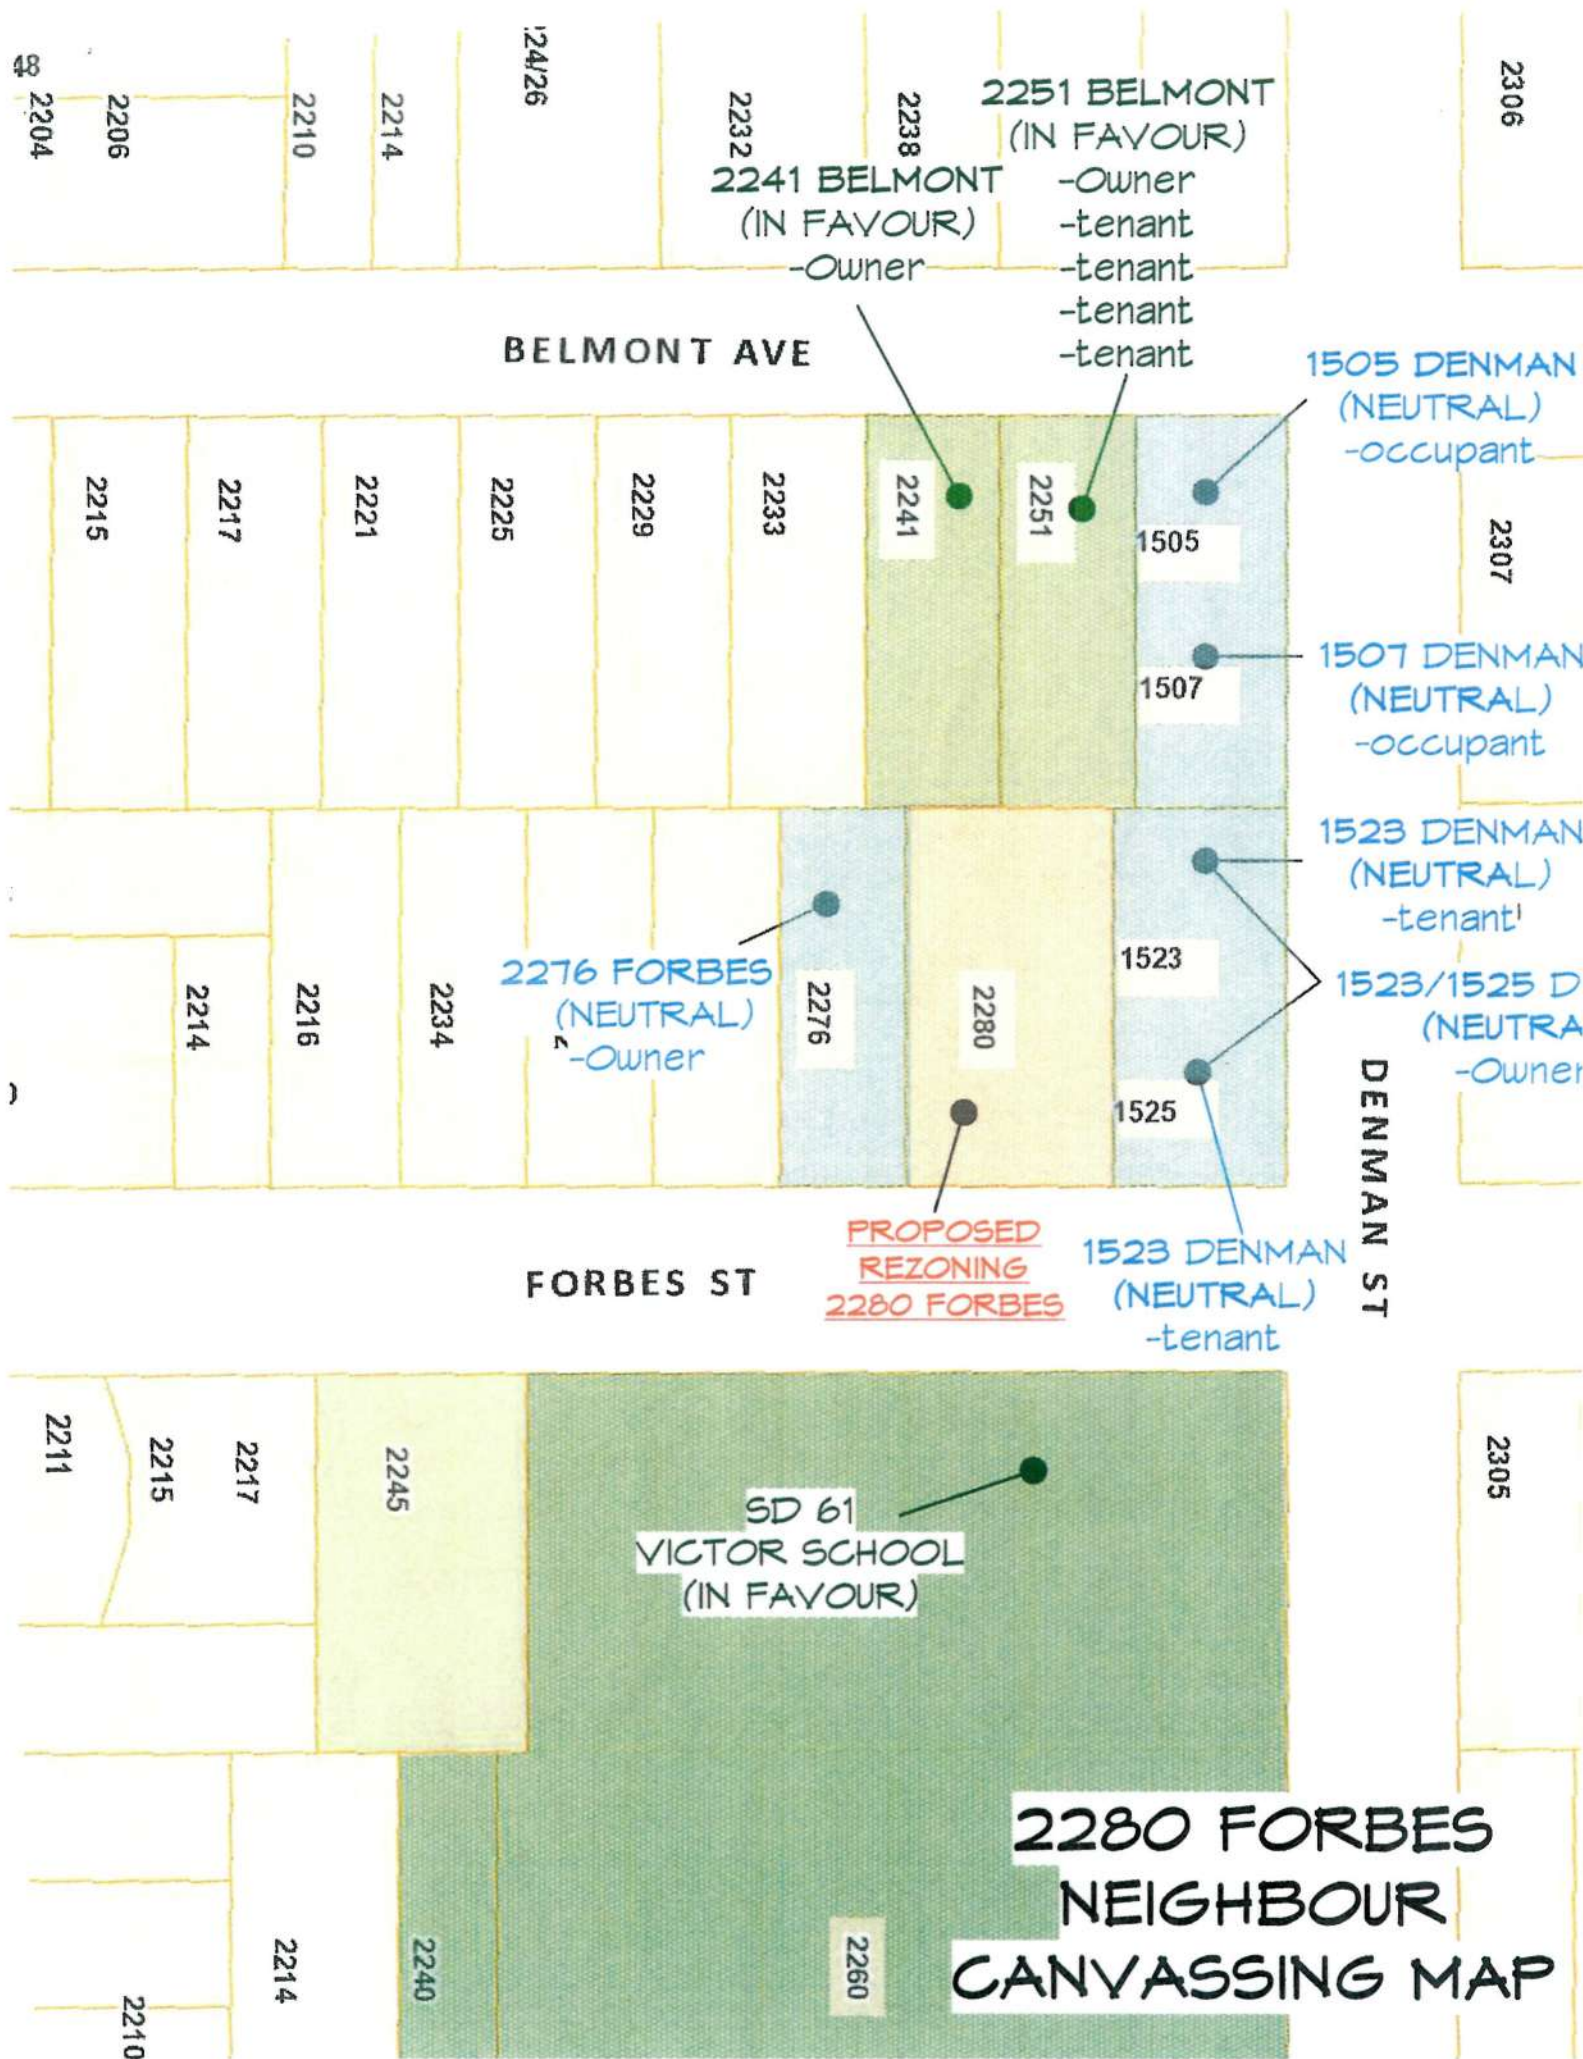 48
2204
2206
2210
2214
2232
2238
2306
2251 BELMONT
(IN FAVOUR)
-Owner
-tenant
-tenant
-tenant
-tenant
2241 BELMONT
(IN FAVOUR)
-Owner
BELMONT AVE
1505 DENMAN
(NEUTRAL)
-occupant
2215
2217
2221
2225
2229
2233
2241
2251
1505
2307
1507
1507 DENMAN
(NEUTRAL)
-occupant
1523 DENMAN
(NEUTRAL)
-tenant
2276 FORBES
(NEUTRAL)
-Owner
2214
2216
2234
2276
2280
1523
1525
1523/1525 D
(NEUTRA
-Owner
DENMAN ST
PROPOSED
REZONING
2280 FORBES
1523 DENMAN
(NEUTRAL)
-tenant
FORBES ST
2211
2215
2217
2245
2305
SD 61
VICTOR SCHOOL
(IN FAVOUR)
2280 FORBES
NEIGHBOUR
CANVASSING MAP
2210
2214
2240
2260